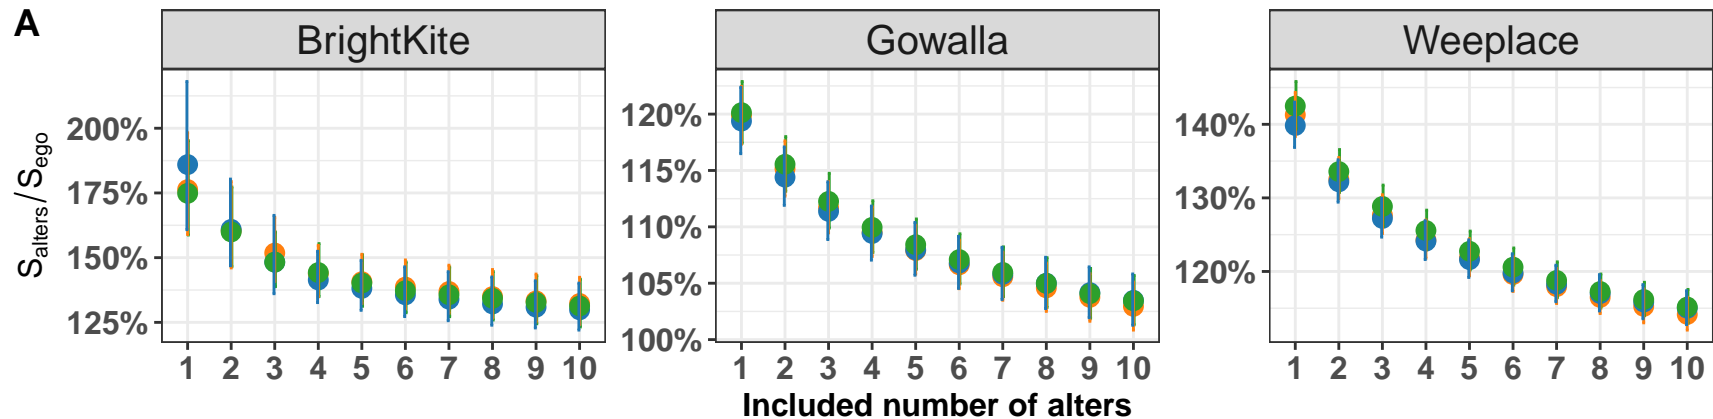 A
BrightKite
Gowalla
Weeplace
S_alters/S_ego
200%
175%
150%
125%
1 2 3 4 5 6 7 8 9 10
120%
115%
110%
105%
100%
1 2 3 4 5 6 7 8 9 10
140%
130%
120%
1 2 3 4 5 6 7 8 9 10
Included number of alters